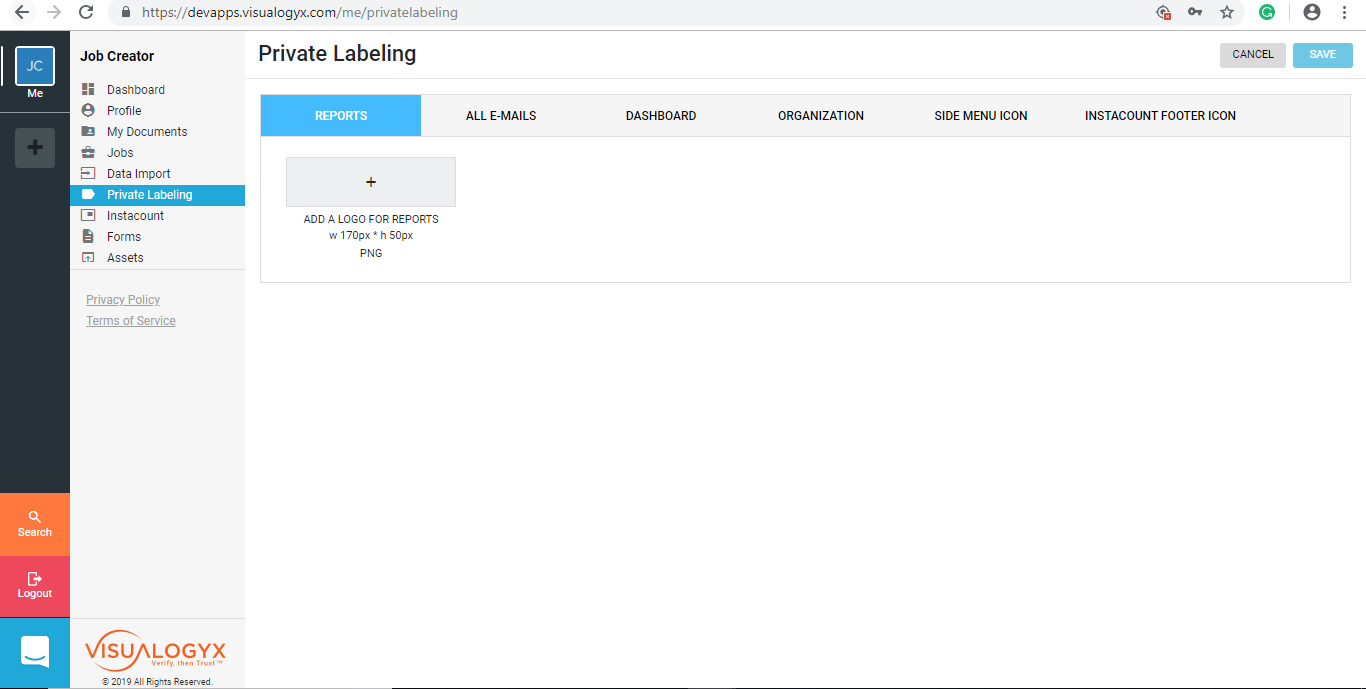 https://devapps.visualogyx.com/me/privatelabeling
JC
Me
Search
Logout
Job Creator
Dashboard
Profile
My Documents
Jobs
Data Import
Private Labeling
Instacount
Forms
Assets
Privacy Policy
Terms of Service
VISUALOGYX
Verify, then Trust™
© 2019 All Rights Reserved.
Private Labeling
CANCEL
SAVE
REPORTS
ALL E-MAILS
DASHBOARD
ORGANIZATION
SIDE MENU ICON
INSTACOUNT FOOTER ICON
+
ADD A LOGO FOR REPORTS
w 170px * h 50px
PNG